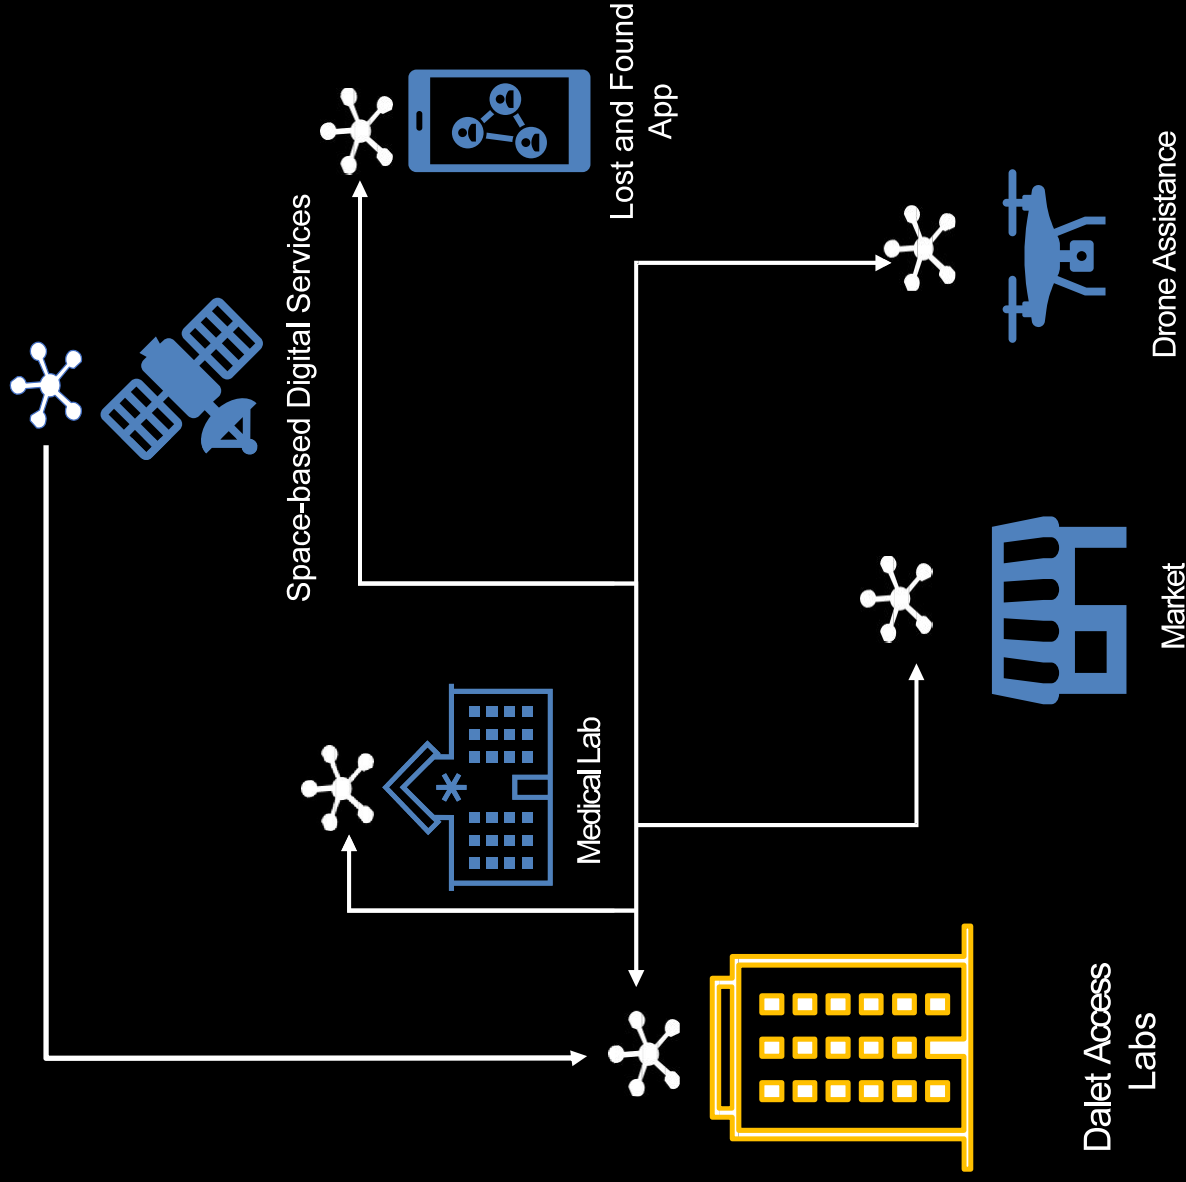 Space-based Digital Services
Lost and Found
App
Medical Lab
Drone Assistance
Market
Dalet Access
Labs